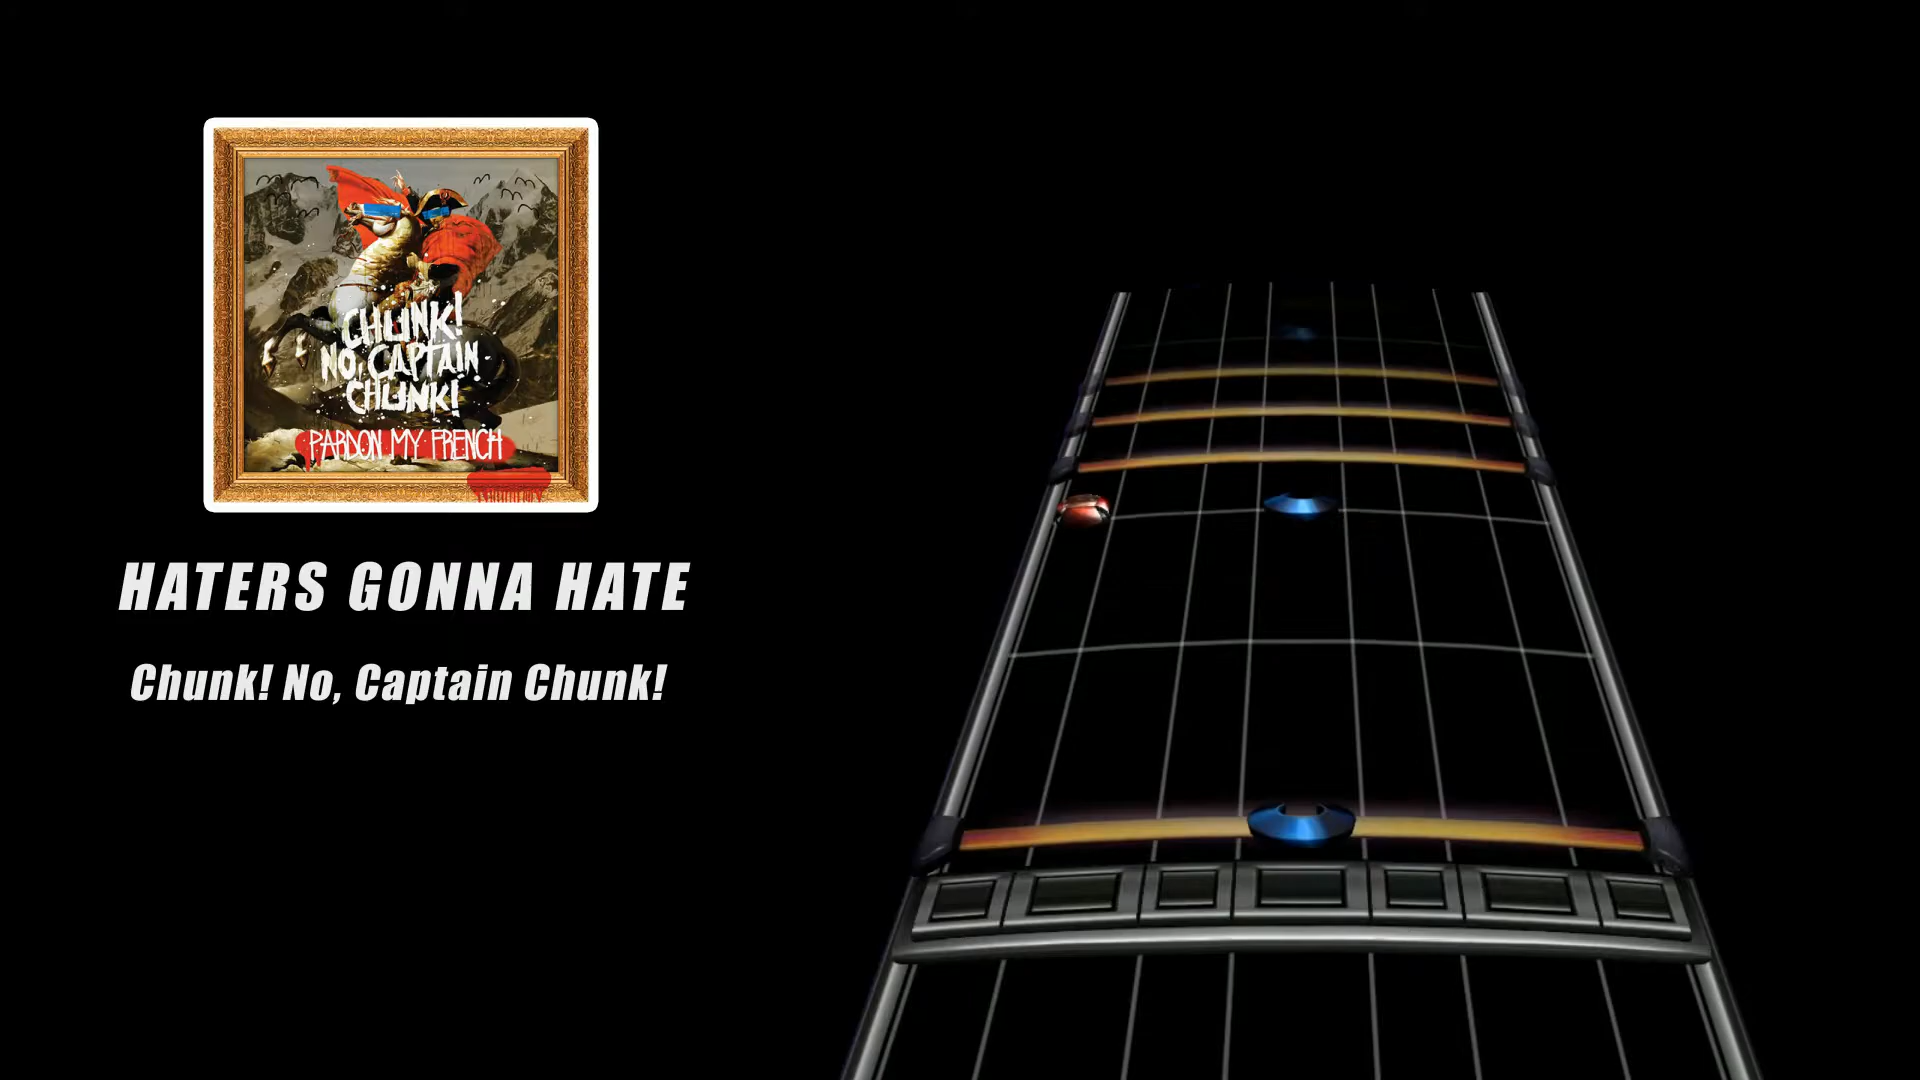 CHUNK!
NO, CAPTAIN
CHUNK!
PARDON MY FRENCH
HATERS GONNA HATE
Chunk! No, Captain Chunk!